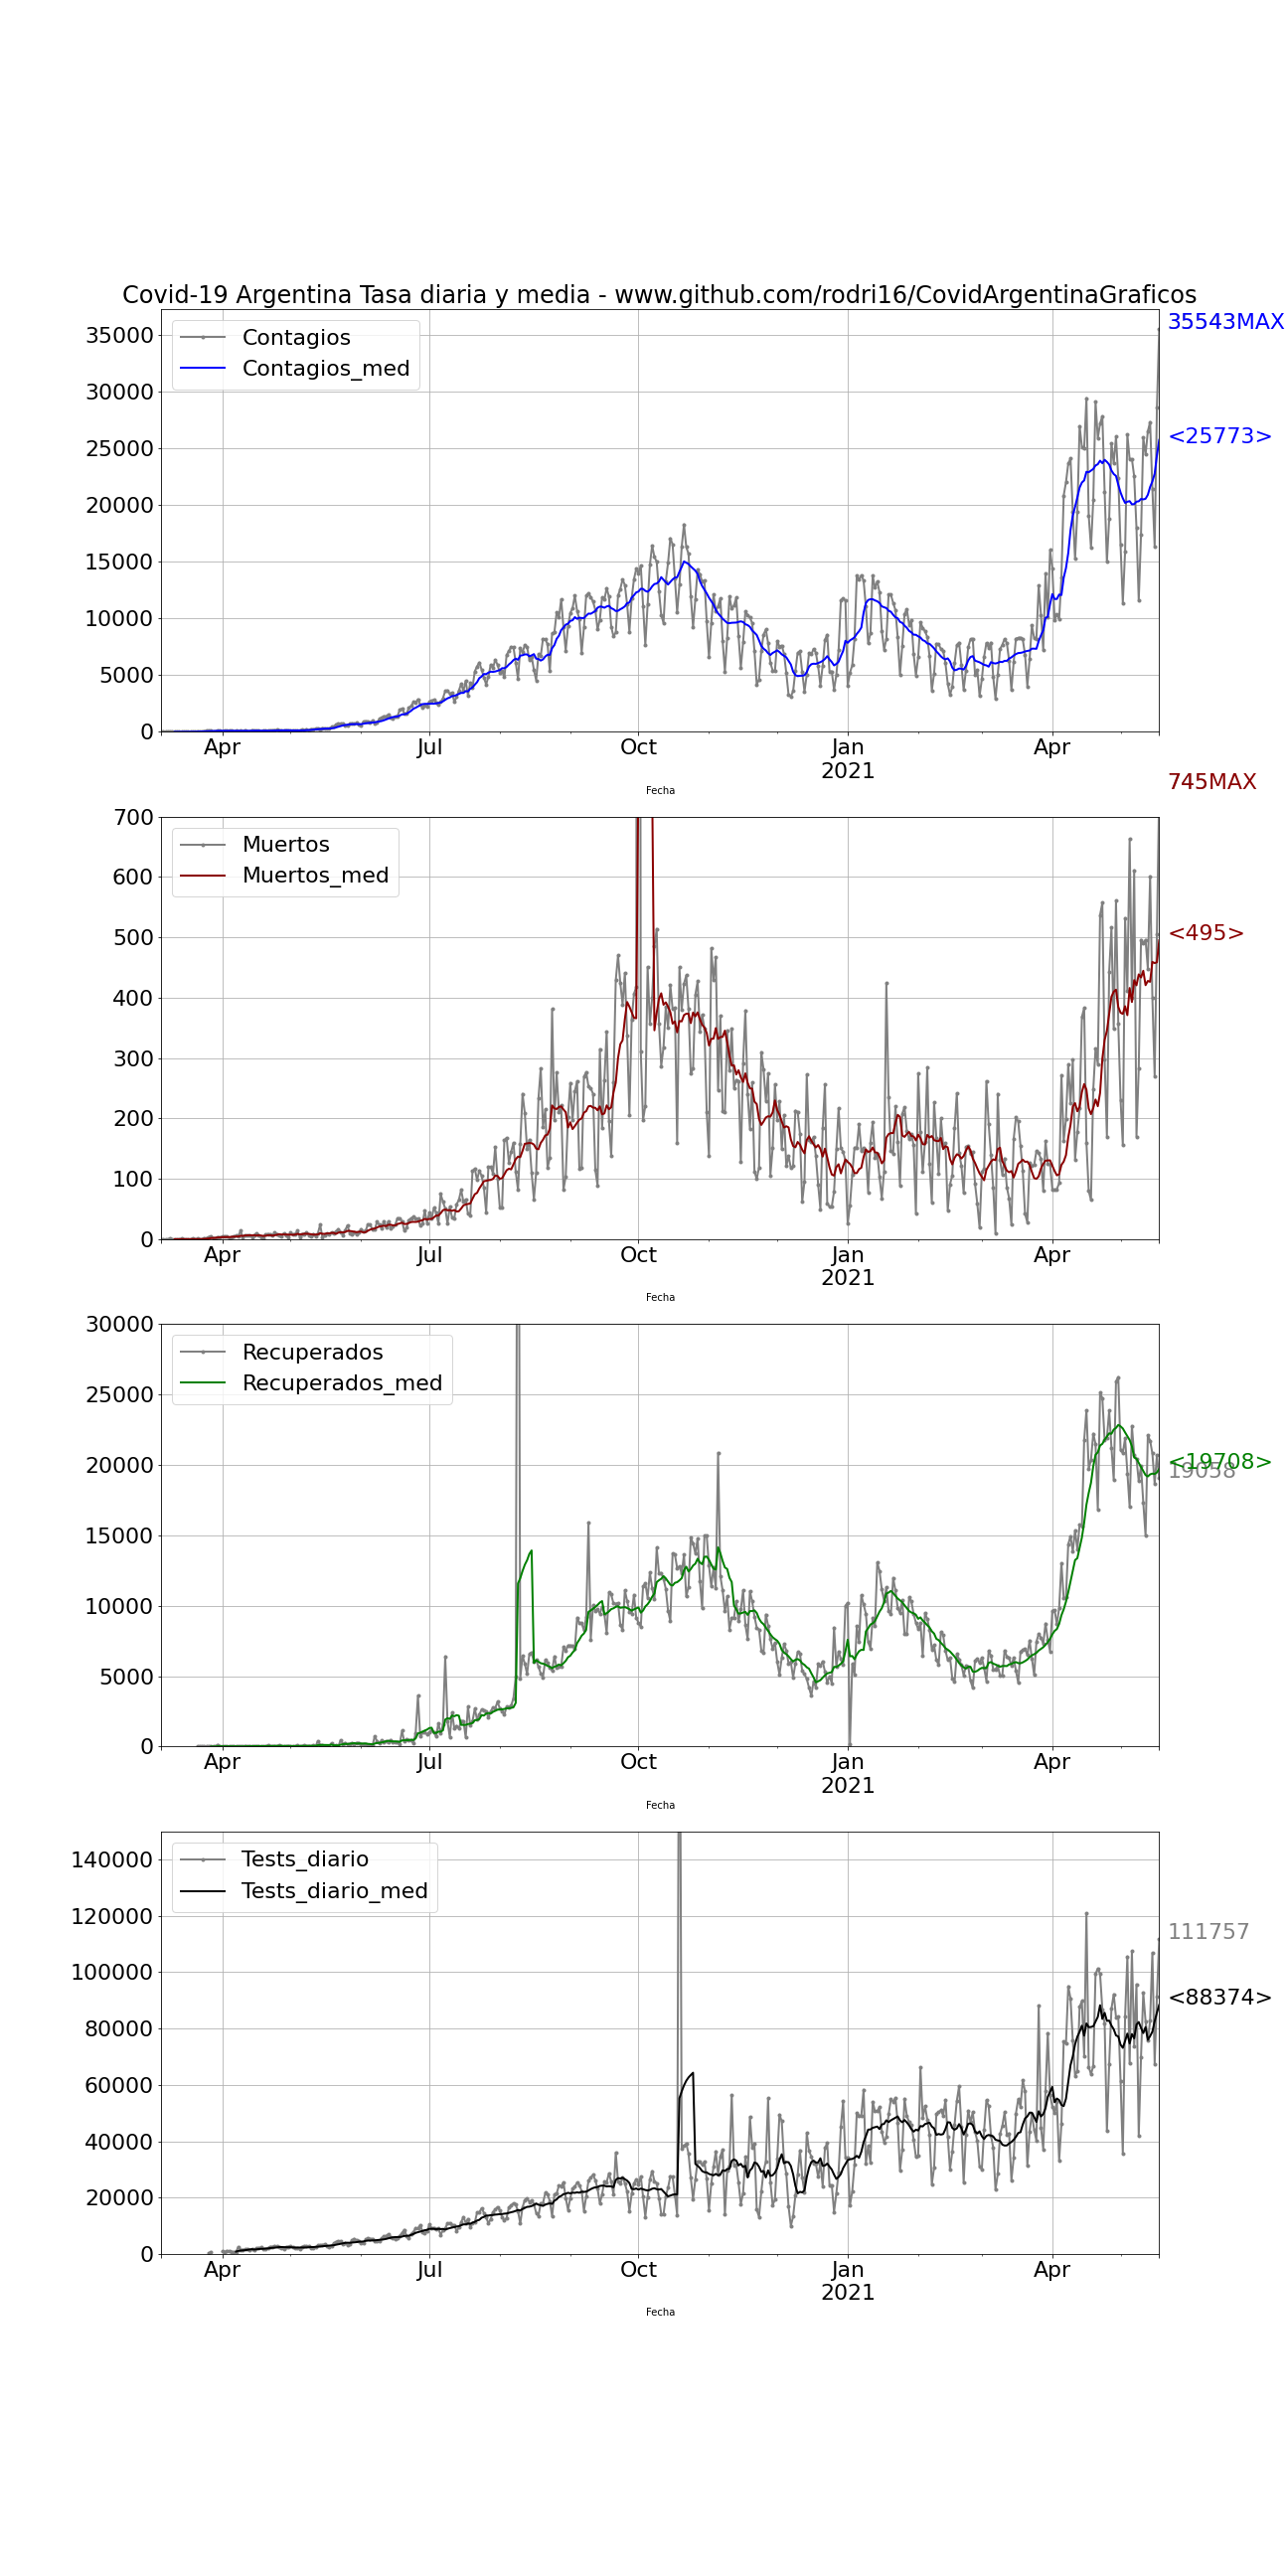 Covid-19 Argentina Tasa diaria y media - www.github.com/rodri16/CovidArgentinaGraficos
35543MAX
Contagios
Contagios_med
<25773>
35000
30000
25000
20000
15000
10000
5000
0
Apr Jul Oct Jan Apr
2021
Fecha
745MAX
Muertos
Muertos_med
<495>
700
600
500
400
300
200
100
0
Apr Jul Oct Jan Apr
2021
Fecha
Recuperados
Recuperados_med
<19708>
19058
30000
25000
20000
15000
10000
5000
0
Apr Jul Oct Jan Apr
2021
Fecha
Tests_diario
Tests_diario_med
111757
<88374>
140000
120000
100000
80000
60000
40000
20000
0
Apr Jul Oct Jan Apr
2021
Fecha